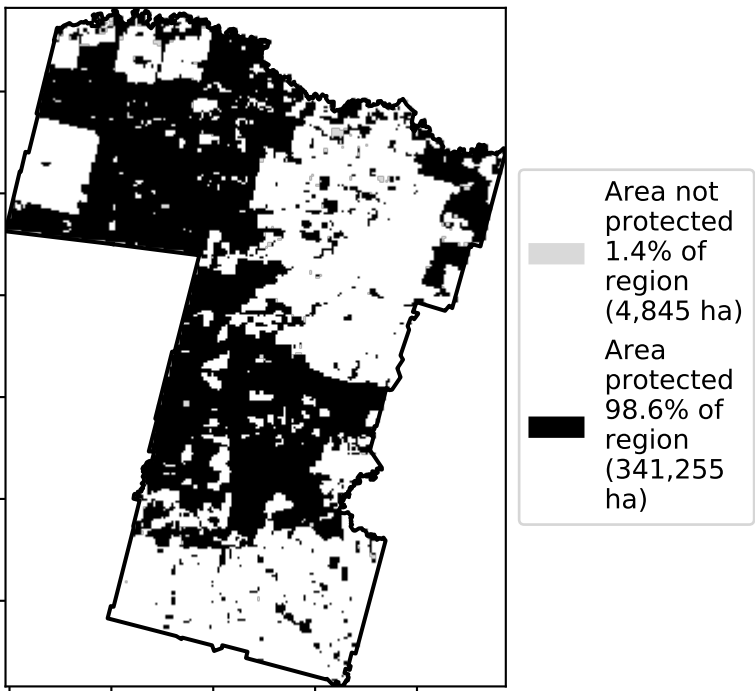 Area not
protected
1.4% of
region
(4,845 ha)
Area
protected
98.6% of
region
(341,255
ha)